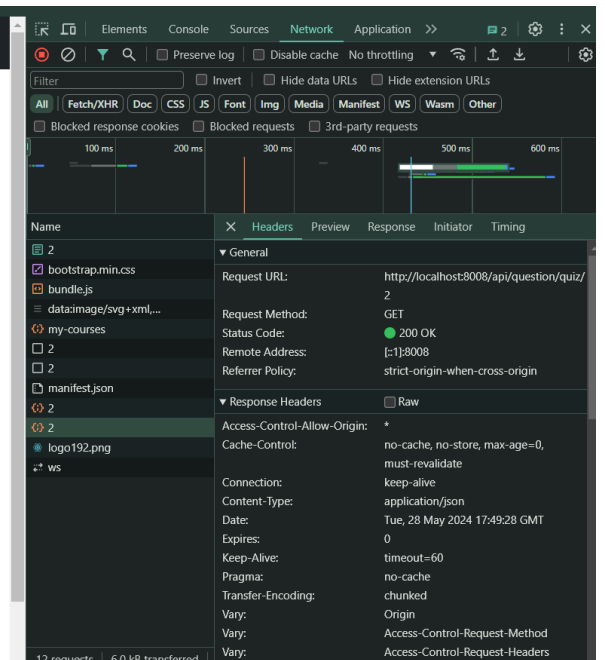 Elements Console Sources Network Application 2
Preserve log Disable cache No throttling
Filter Invert Hide data URLs Hide extension URLs
All Fetch/XHR Doc CSS JS Font Img Media Manifest WS Wasm Other
Blocked response cookies Blocked requests 3rd-party requests
100 ms 200 ms 300 ms 400 ms 500 ms 600 ms
Name Headers Preview Response Initiator Timing
2
bootstrap.min.css
bundle.js
data:image/svg+xml,...
my-courses
2
2
manifest.json
2
2
logo192.png
ws
General
Request URL: http://localhost:8008/api/question/quiz/
2
Request Method: GET
Status Code: 200 OK
Remote Address: [::1]:8008
Referrer Policy: strict-origin-when-cross-origin
Response Headers Raw
Access-Control-Allow-Origin: *
Cache-Control: no-cache, no-store, max-age=0,
must-revalidate
Connection: keep-alive
Content-Type: application/json
Date: Tue, 28 May 2024 17:49:28 GMT
Expires: 0
Keep-Alive: timeout=60
Pragma: no-cache
Transfer-Encoding: chunked
Vary: Origin
Vary: Access-Control-Request-Method
Vary: Access-Control-Request-Headers
12 requests 6.0 kB transferred